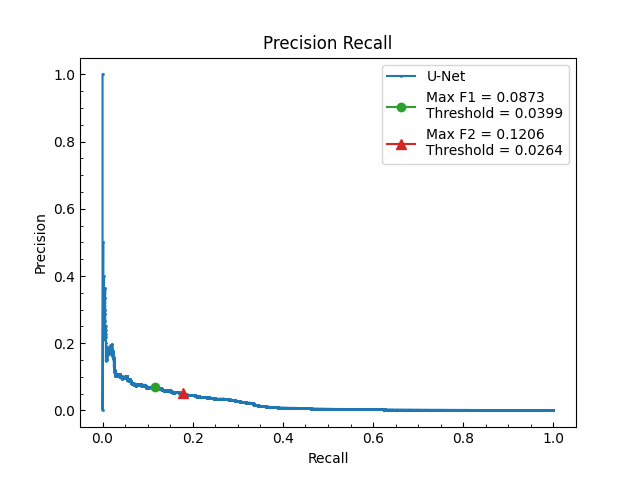 Precision Recall
1.0
0.8
0.6
0.4
0.2
0.0
Precision
U-Net
Max F1 = 0.0873
Threshold = 0.0399
Max F2 = 0.1206
Threshold = 0.0264
0.0
0.2
0.4
0.6
0.8
1.0
Recall